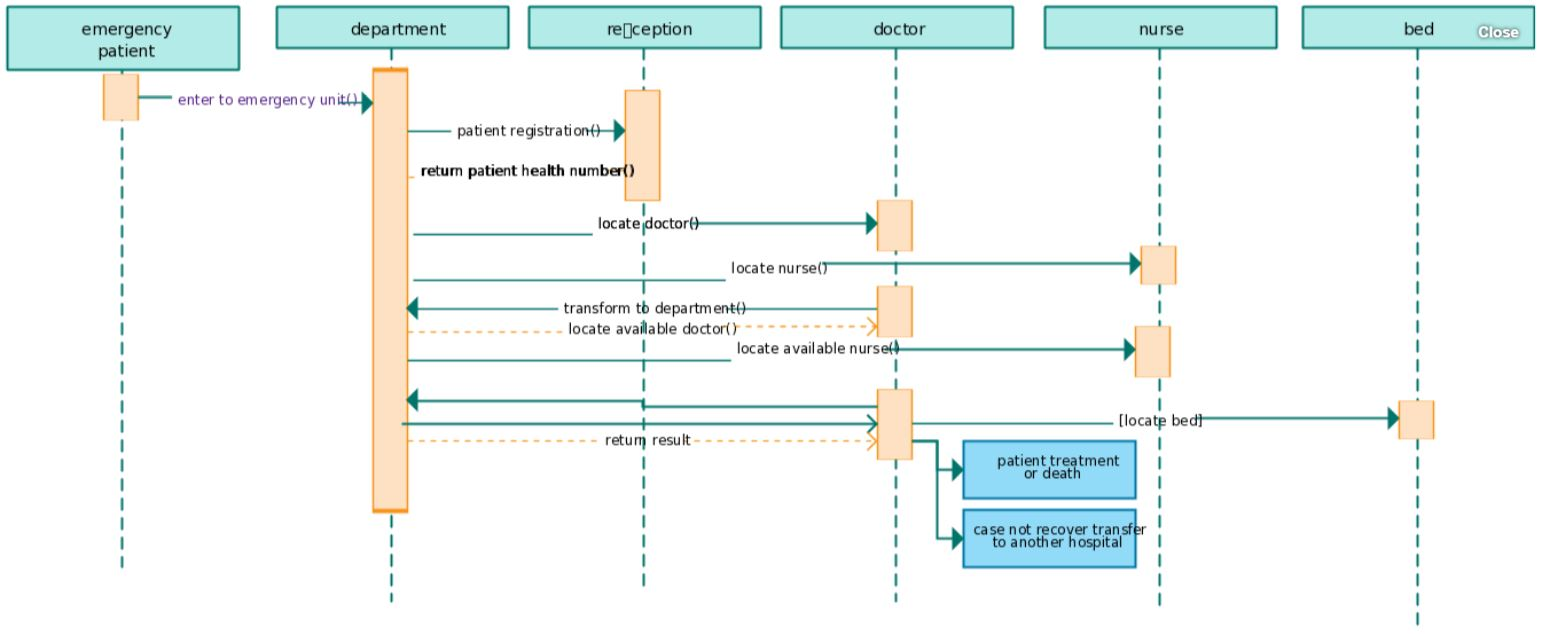 emergency
patient
department
re▯ception
doctor
nurse
bed
Close
enter to emergency unit()
patient registration()
return patient health number()
locate doctor()
locate nurse()
transform to department()
locate available doctor()
locate available nurse()
[locate bed]
return result
patient treatment
or death
case not recover transfer
to another hospital